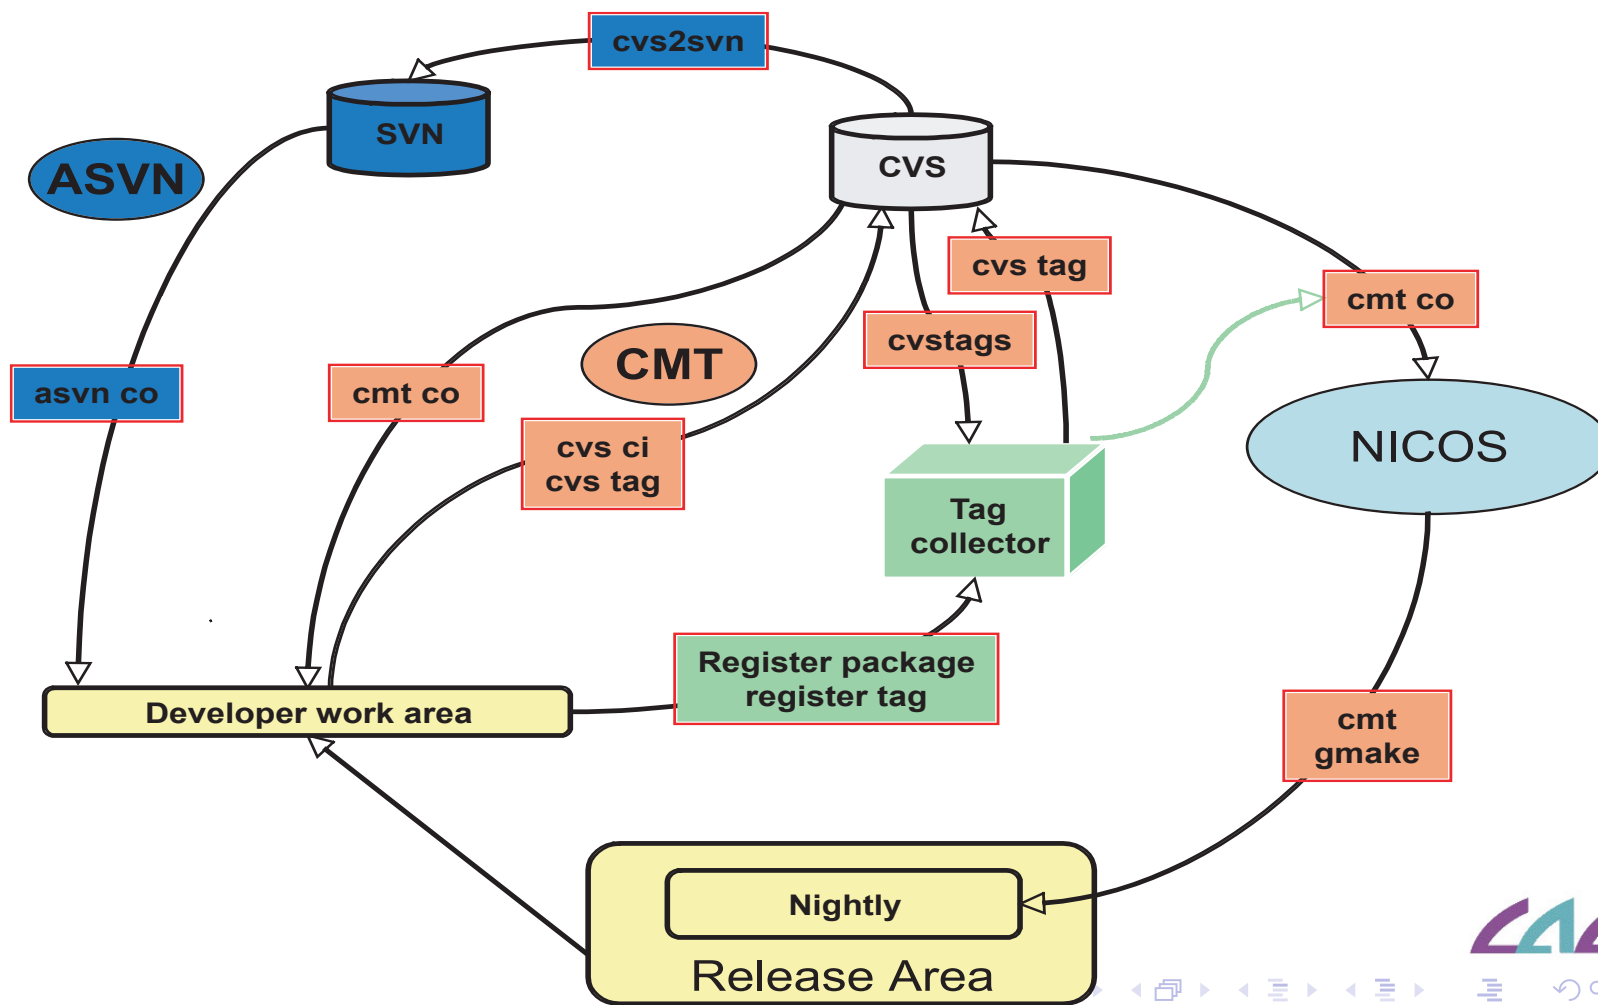 cvs2svn
SVN
ASVN
CVS
cvs tag
cmt co
cvstags
CMT
asvn co
cmt co
cvs ci
cvs tag
NICOS
Tag
collector
Register package
register tag
Developer work area
cmt
gmake
Nightly
Release Area